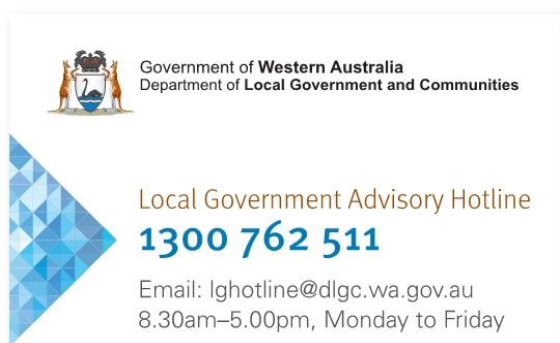 Government of Western Australia
Department of Local Government and Communities
Local Government Advisory Hotline
1300 762 511
Email: lghotline@dlgc.wa.gov.au
8.30am–5.00pm, Monday to Friday